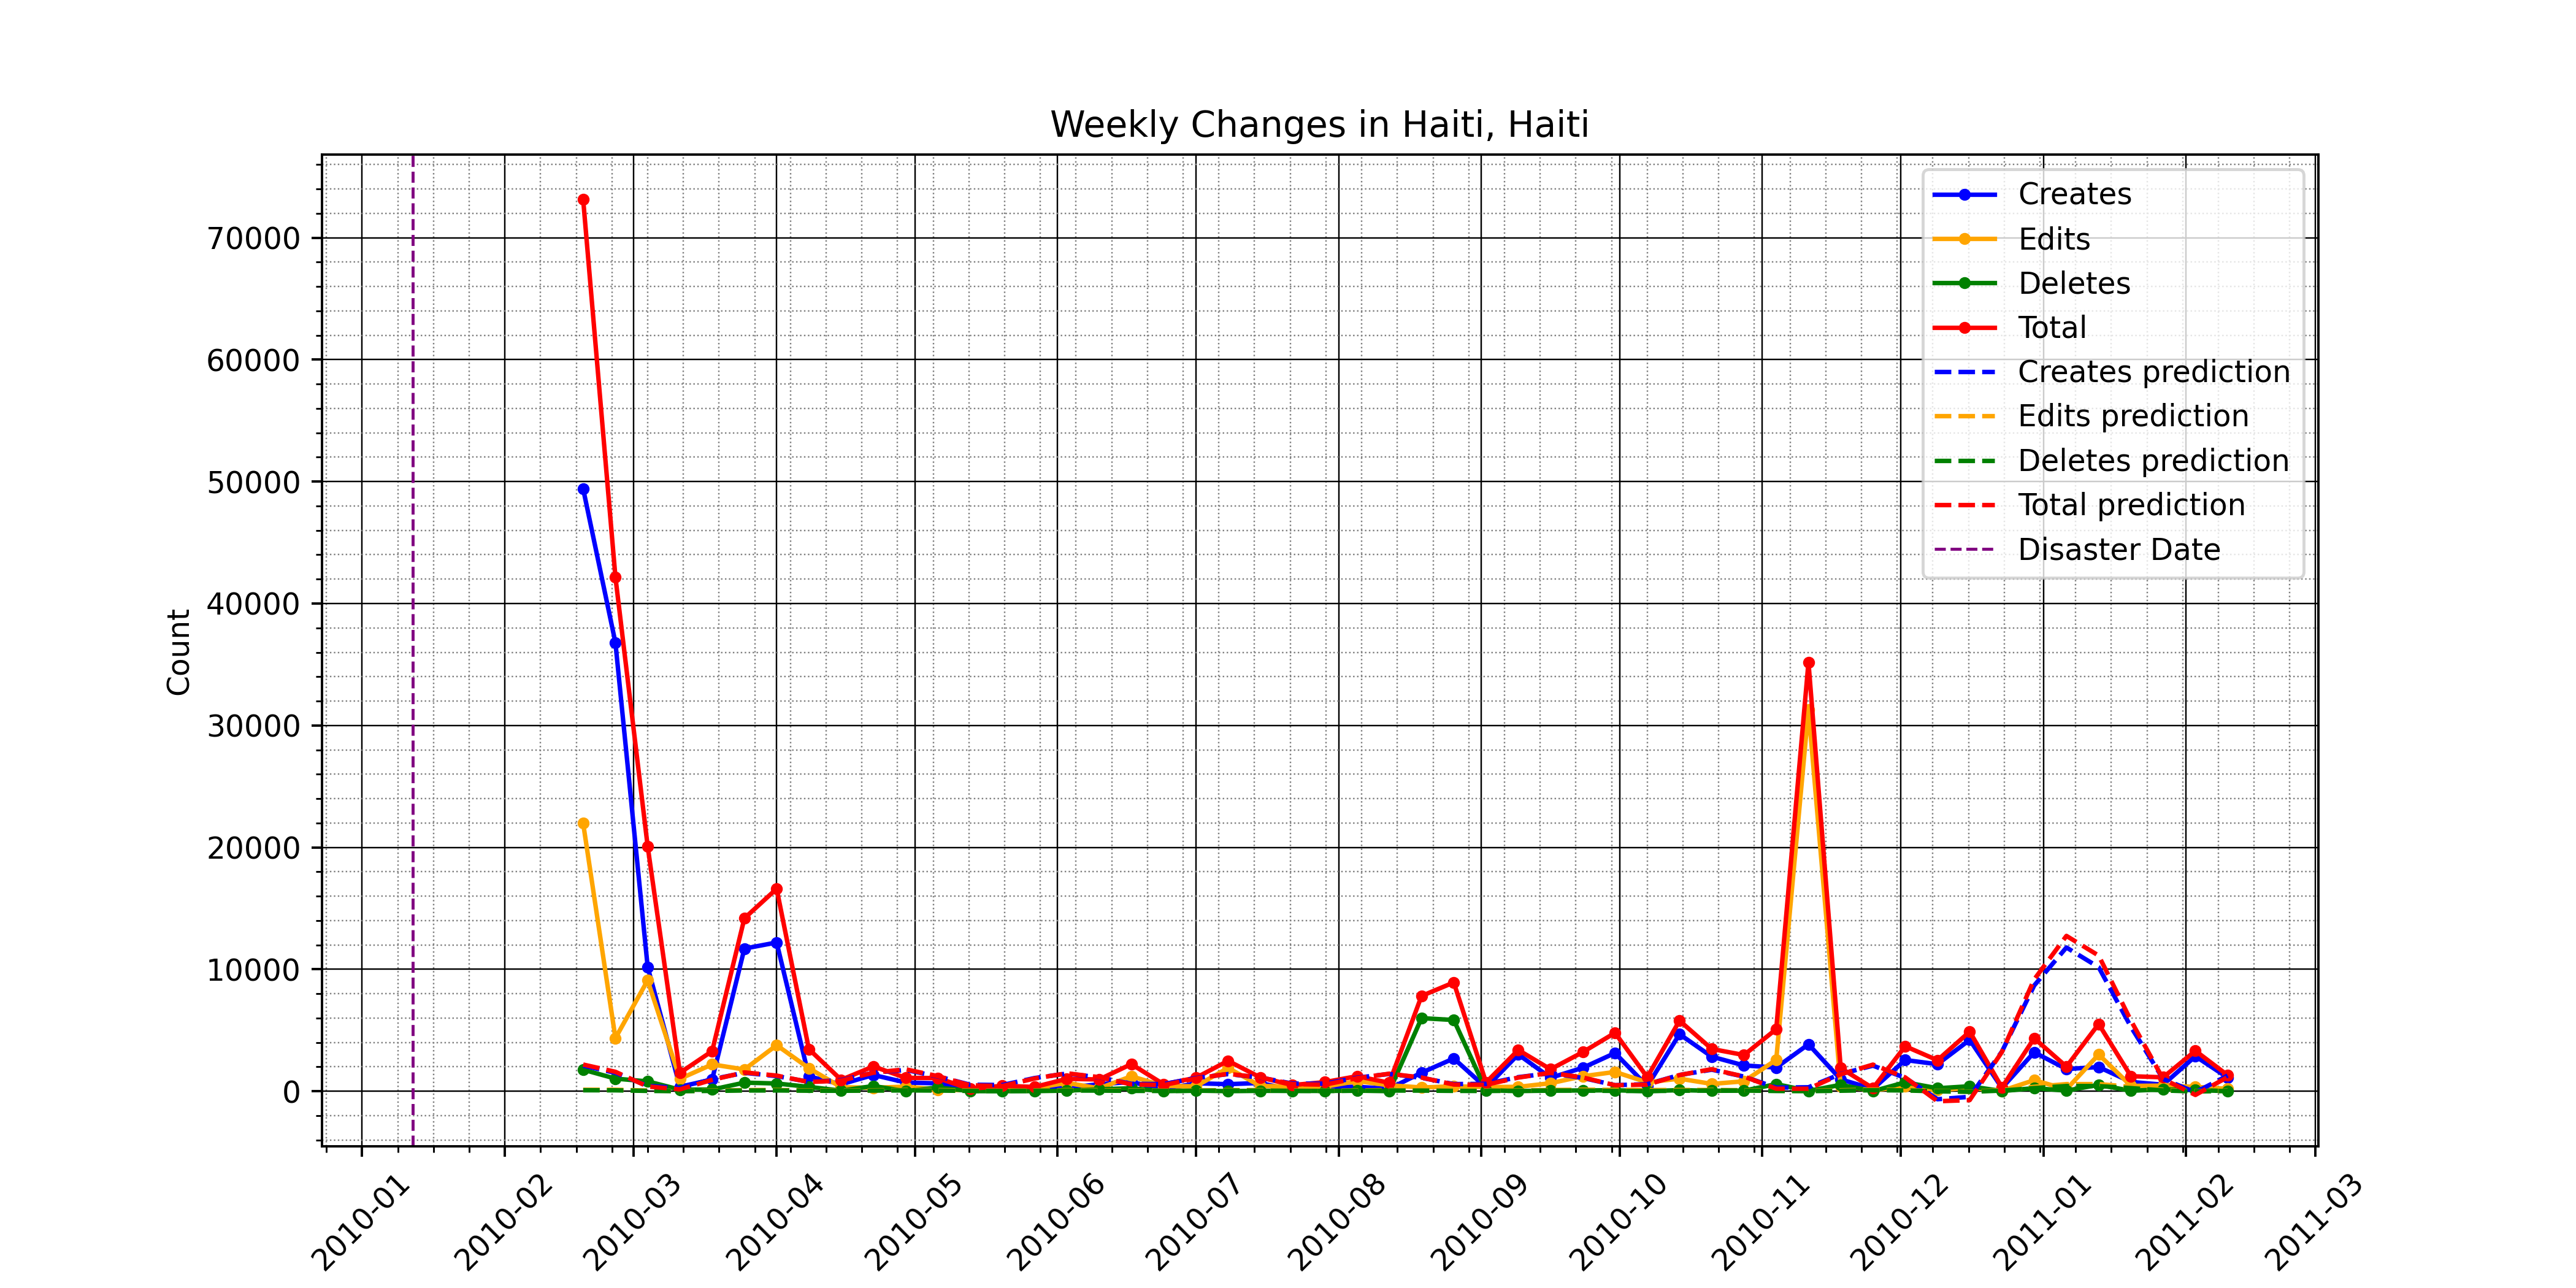 Weekly Changes in Haiti, Haiti
Count
70000
60000
50000
40000
30000
20000
10000
0
Creates
Edits
Deletes
Total
Creates prediction
Edits prediction
Deletes prediction
Total prediction
Disaster Date
2010-01
2010-02
2010-03
2010-04
2010-05
2010-06
2010-07
2010-08
2010-09
2010-10
2010-11
2010-12
2011-01
2011-02
2011-03